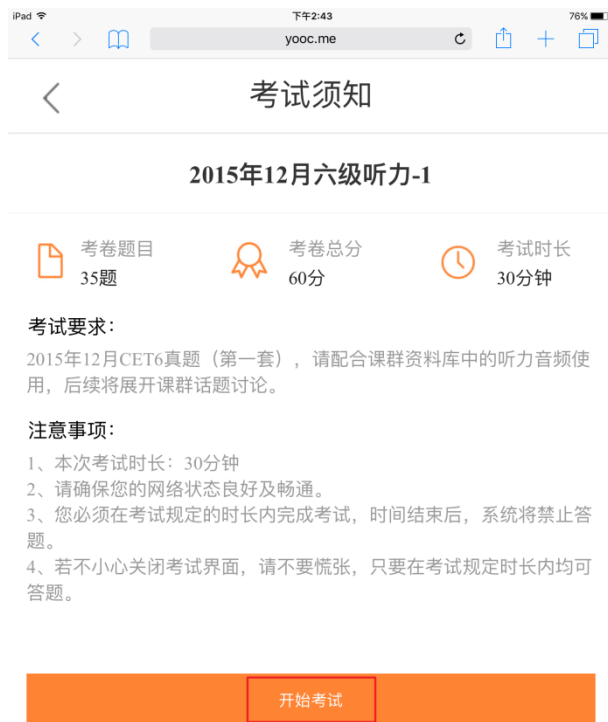 iPad 下午2:43 76%
yooc.me
考试须知
2015年12月六级听力-1
考卷题目 考卷总分 考试时长
35题 60分 30分钟
考试要求：
2015年12月CET6真题（第一套），请配合课群资料库中的听力音频使
用，后续将展开课群话题讨论。
注意事项：
1、本次考试时长：30分钟
2、请确保您的网络状态良好及畅通。
3、您必须在考试规定的时长内完成考试，时间结束后，系统将禁止答
题。
4、若不小心关闭考试界面，请不要慌张，只要在考试规定时长内均可
答题。
开始考试